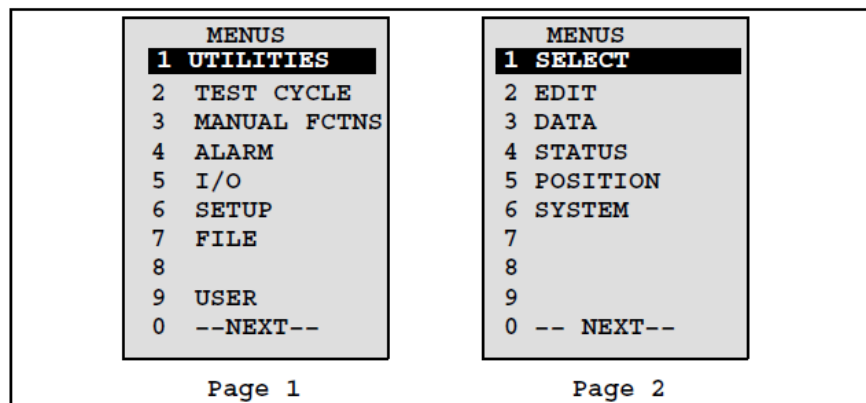 MENUS
1 UTILITIES
2 TEST CYCLE
3 MANUAL FCTNS
4 ALARM
5 I/O
6 SETUP
7 FILE
8
9 USER
0 --NEXT--
Page 1
MENUS
1 SELECT
2 EDIT
3 DATA
4 STATUS
5 POSITION
6 SYSTEM
7
8
9
0 -- NEXT--
Page 2